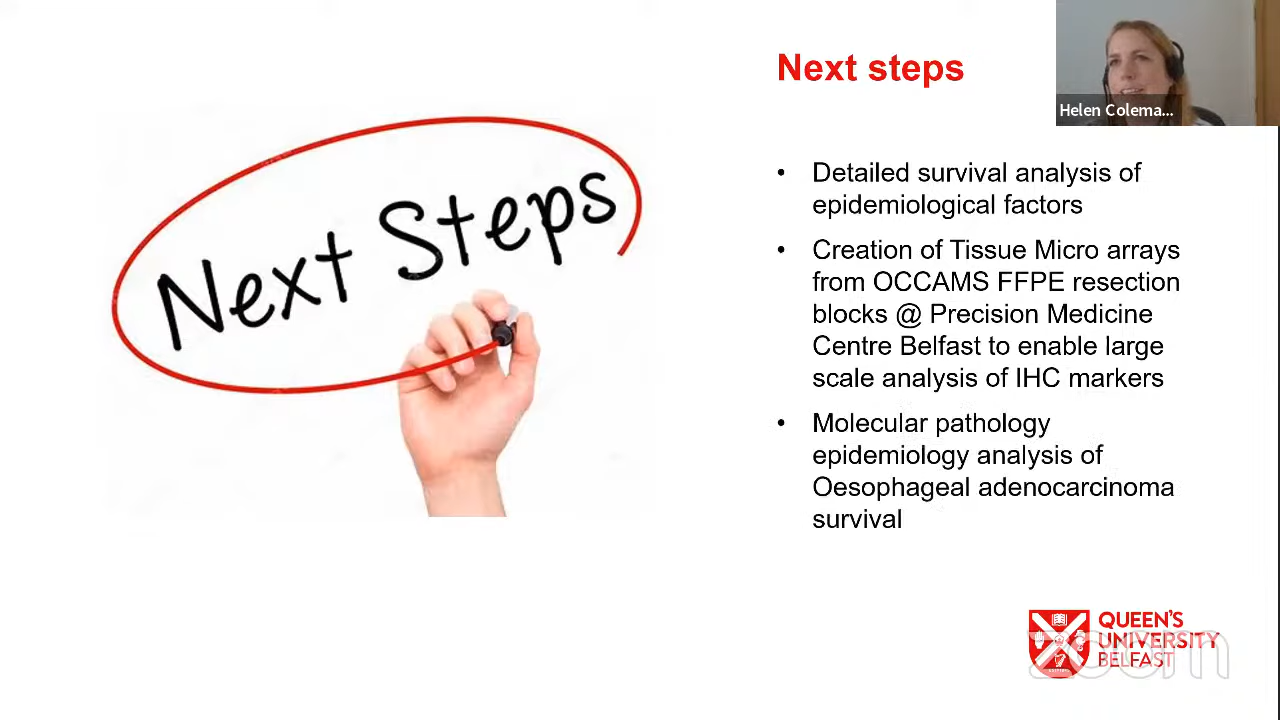 Next steps
Helen Colema...
Next Steps
• Detailed survival analysis of
epidemiological factors
• Creation of Tissue Micro arrays
from OCCAMS FFPE resection
blocks @ Precision Medicine
Centre Belfast to enable large
scale analysis of IHC markers
• Molecular pathology
epidemiology analysis of
Oesophageal adenocarcinoma
survival
QUEEN'S
UNIVERSITY
BELFAST
zoom